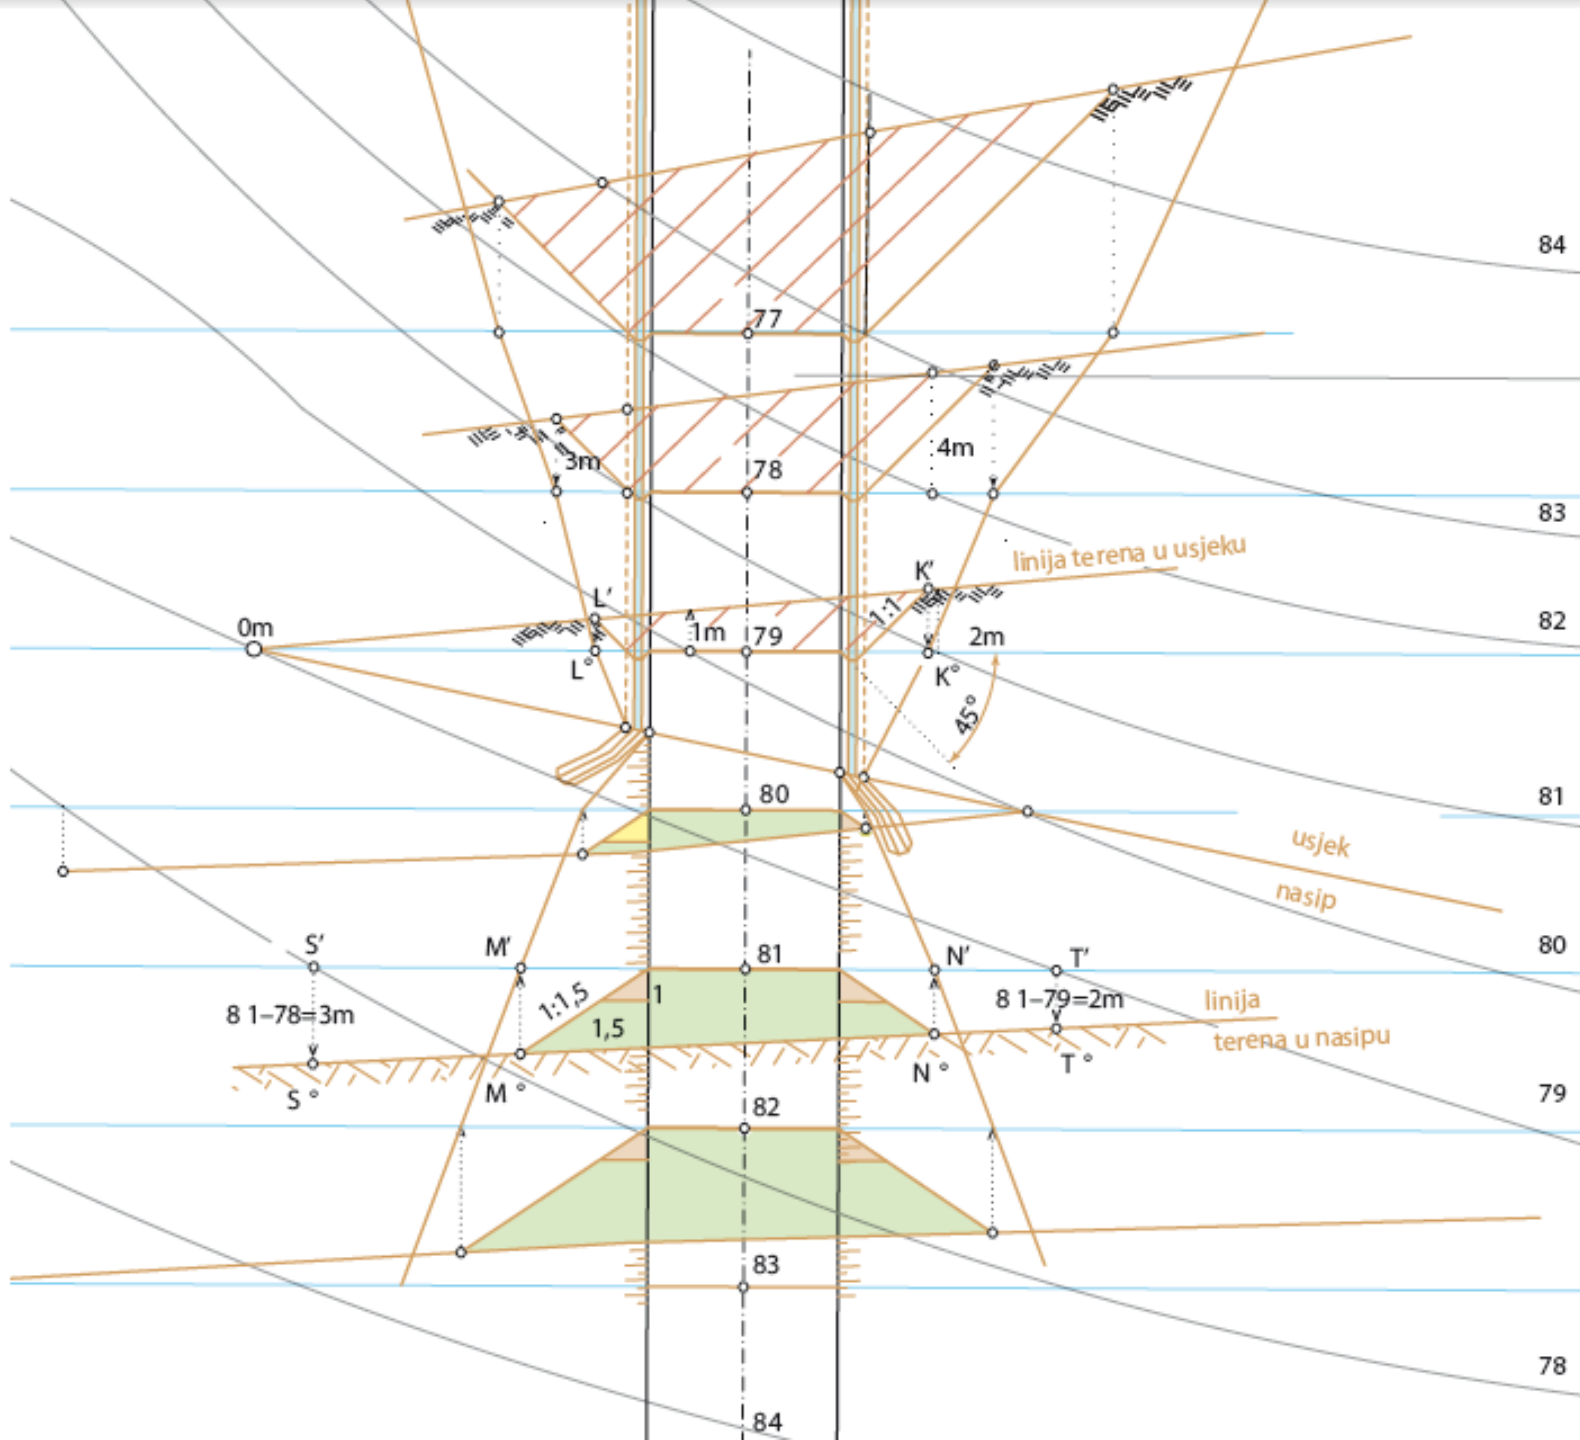 84
77
3m
78
4m
83
linija terena u usjeku
L′
K′
1:1
0m
1m
79
2m
82
L°
K°
45°
80
81
usjek
nasip
S′
M′
81
N′
T′
80
8 1–78=3m
1:1,5
1
1,5
8 1–79=2m
linija
terena u nasipu
S °
M °
N °
T °
82
79
83
78
84